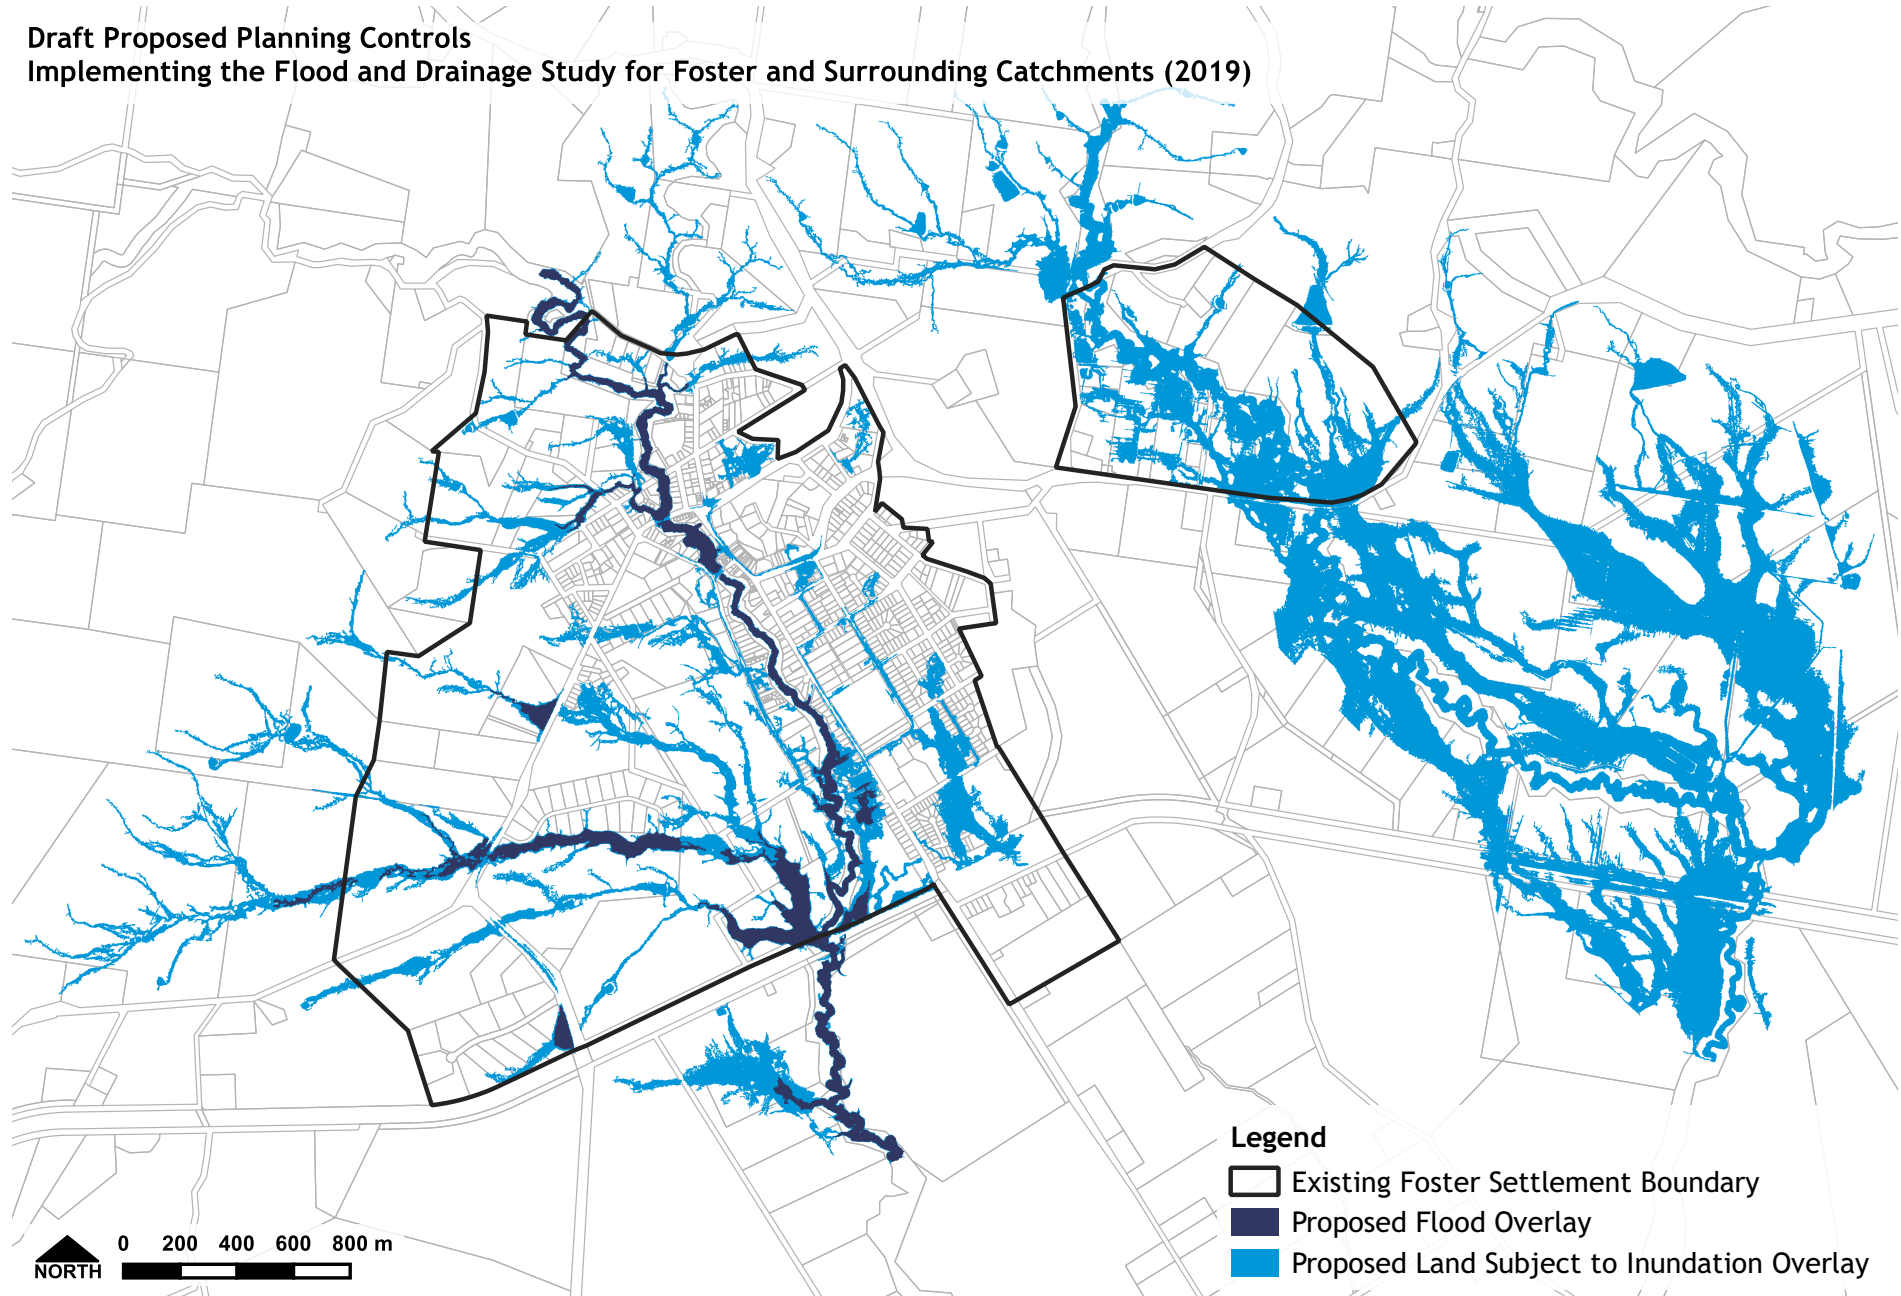 Draft Proposed Planning Controls
Implementing the Flood and Drainage Study for Foster and Surrounding Catchments (2019)
Legend
Existing Foster Settlement Boundary
Proposed Flood Overlay
Proposed Land Subject to Inundation Overlay
0 200 400 600 800 m
NORTH